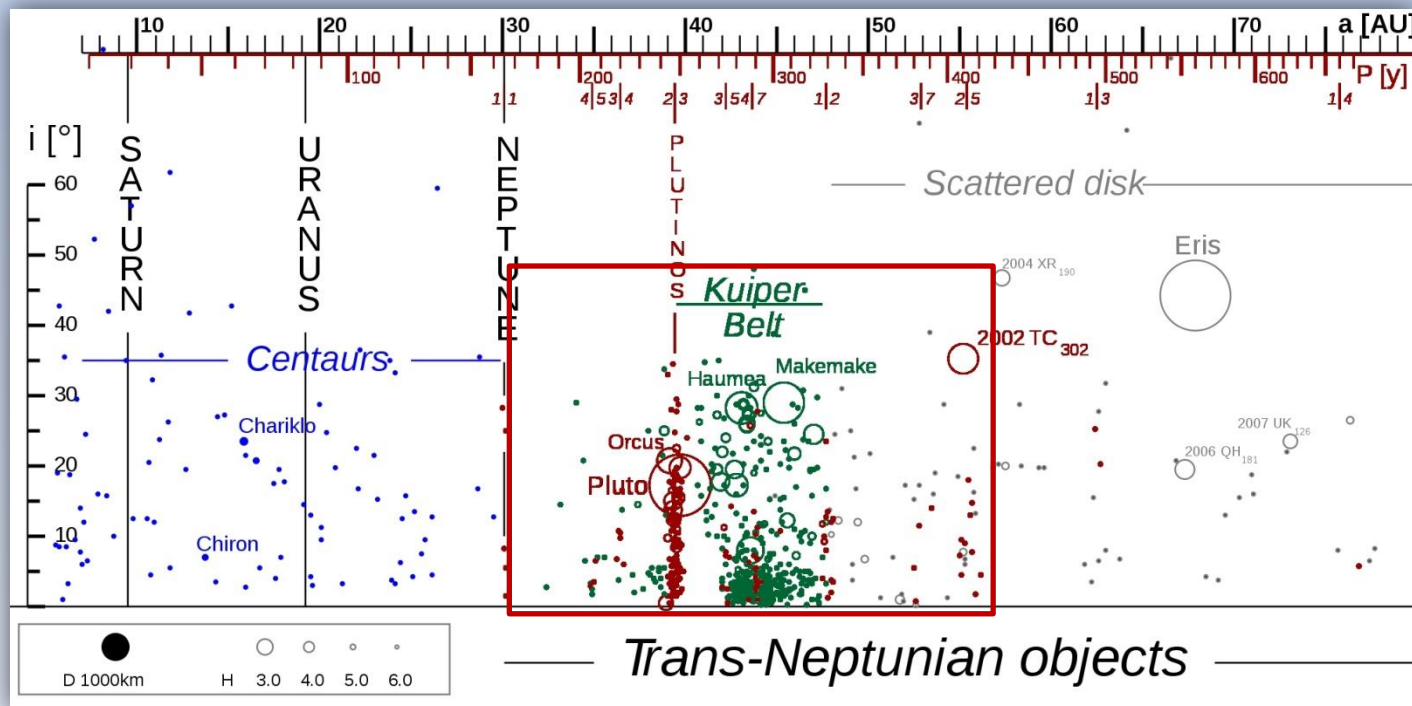 10 20 30 40 50 60 70 a [AU]
100 200 300 400 500 600 P [y]
1|1 4|5 3|4 2|3 3|5 4|7 1|2 3|7 2|5 1|3 1|4
i [°]
SATURN
URANUS
NEPTUNE
PLUTINOS
60
50
40
30
20
10
Scattered disk
Eris
2004 XR190
Kuiper
Belt
2002 TC302
Centaurs
Makemake
Haumea
Chariklo
2007 UK126
Orcus
2006 QH181
Pluto
Chiron
Trans-Neptunian objects
D 1000km H 3.0 4.0 5.0 6.0